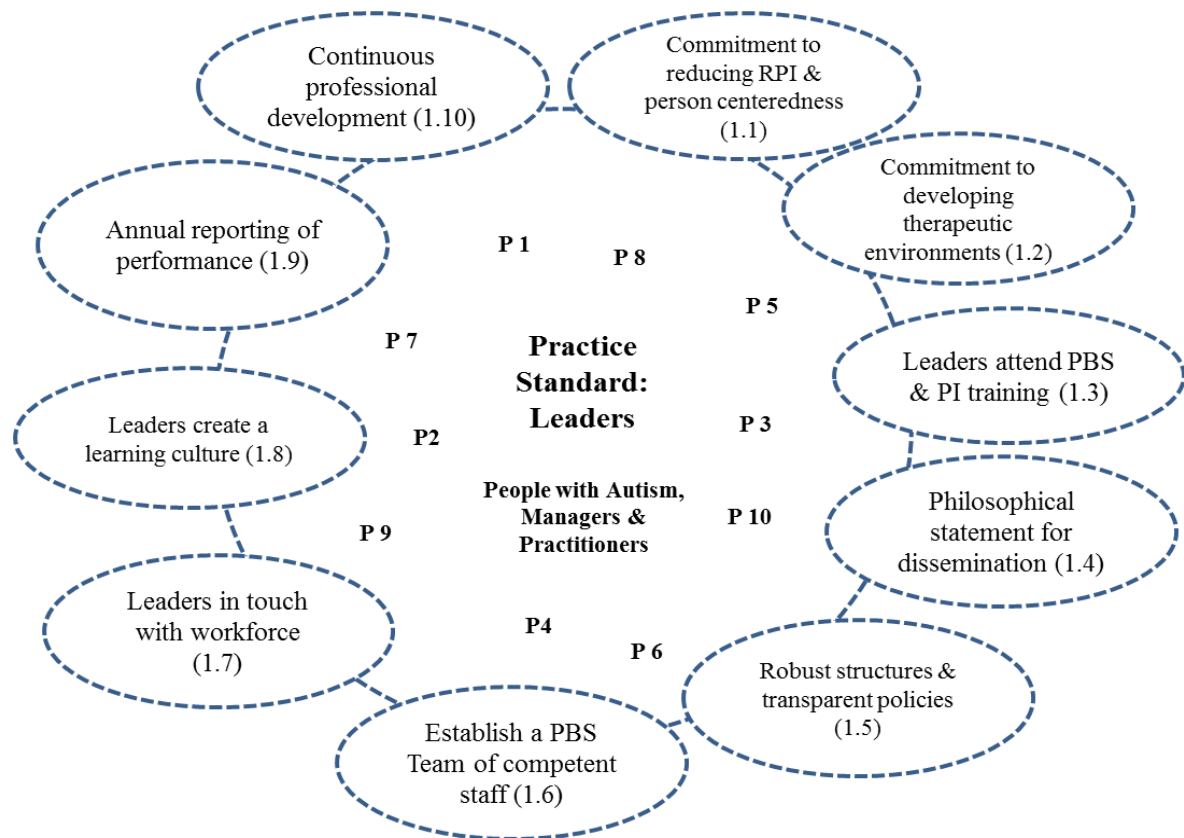 Continuous
professional
development (1.10)
Commitment to
reducing RPI &
person centeredness
(1.1)
Commitment to
developing
therapeutic
environments (1.2)
Annual reporting of
performance (1.9)
P 1
P 8
P 5
P 7
Practice
Standard:
Leaders
Leaders attend PBS
& PI training (1.3)
Leaders create a
learning culture (1.8)
P2
P 3
People with Autism,
Managers &
Practitioners
P 10
Philosophical
statement for
dissemination (1.4)
P 9
Leaders in touch
with workforce
(1.7)
P4
P 6
Robust structures &
transparent policies
(1.5)
Establish a PBS
Team of competent
staff (1.6)